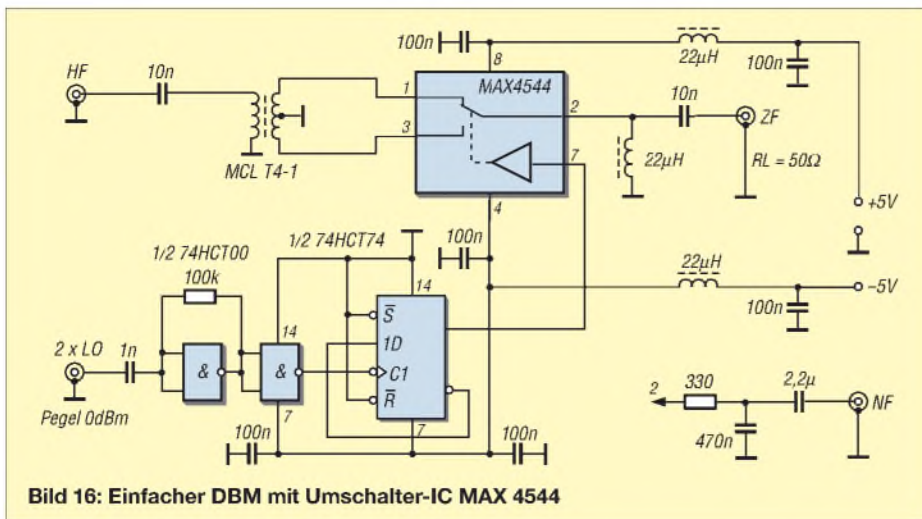 100n
22µH
100n
HF
10n
8
MAX4544
1
2
10n
ZF
3
7
22µH
RL = 50Ω
MCL T4-1
4
+5V
1/2 74HCT00
1/2 74HCT74
100n
22µH
–5V
100k
14
100n
14
S
2 x LO
1n
1D
&
&
C1
2
330
2,2µ
NF
Pegel 0dBm
R
7
7
470n
100n
100n
Bild 16: Einfacher DBM mit Umschalter-IC MAX 4544